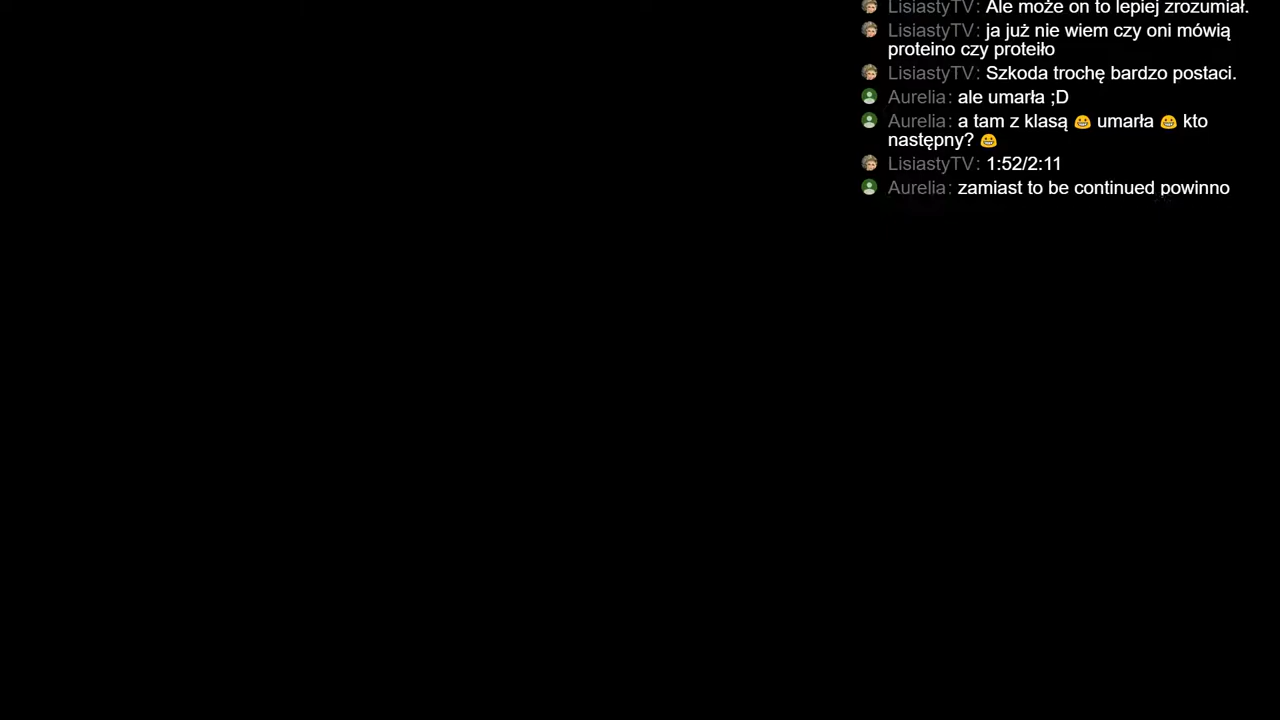 LisiastyTV: Ale może on to lepiej zrozumiał.
LisiastyTV: ja już nie wiem czy oni mówią
proteino czy proteiło
LisiastyTV: Szkoda trochę bardzo postaci.
Aurelia: ale umarła ;D
Aurelia: a tam z klasą 😀 umarła 😀 kto
następny? 😀
LisiastyTV: 1:52/2:11
Aurelia: zamiast to be continued powinno